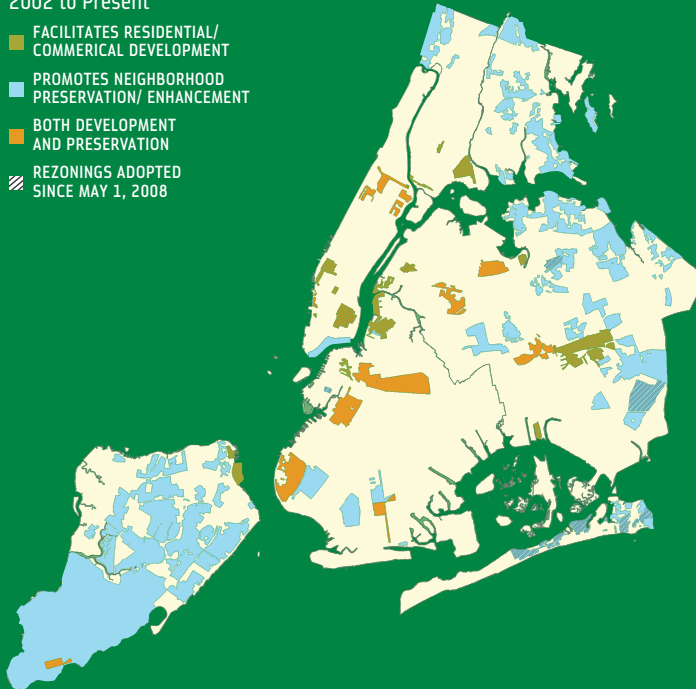 2002 to Present
FACILITATES RESIDENTIAL/
COMMERICAL DEVELOPMENT
PROMOTES NEIGHBORHOOD
PRESERVATION/ ENHANCEMENT
BOTH DEVELOPMENT
AND PRESERVATION
REZONINGS ADOPTED
SINCE MAY 1, 2008